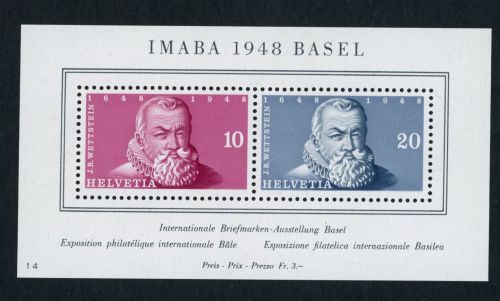 IMABA 1948 BASEL
1648 1948
J.R.WETTSTEIN
10
HELVETIA
1648 1948
J.R.WETTSTEIN
20
HELVETIA
Internationale Briefmarken-Ausstellung Basel
Exposition philatélique internationale Bâle Esposizione filatelica internazionale Basilea
Preis - Prix - Prezzo Fr. 3.—
14